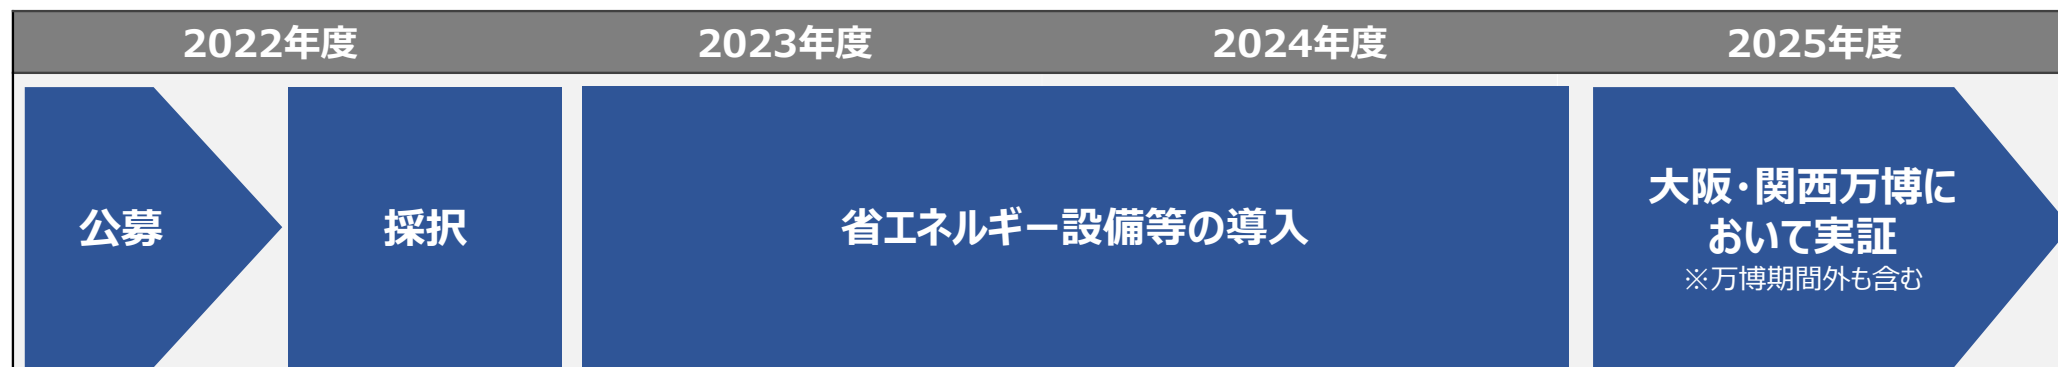 2022年度 2023年度 2024年度 2025年度
公募
採択
省エネルギー設備等の導入
大阪・関西万博に
おいて実証
※万博期間外も含む